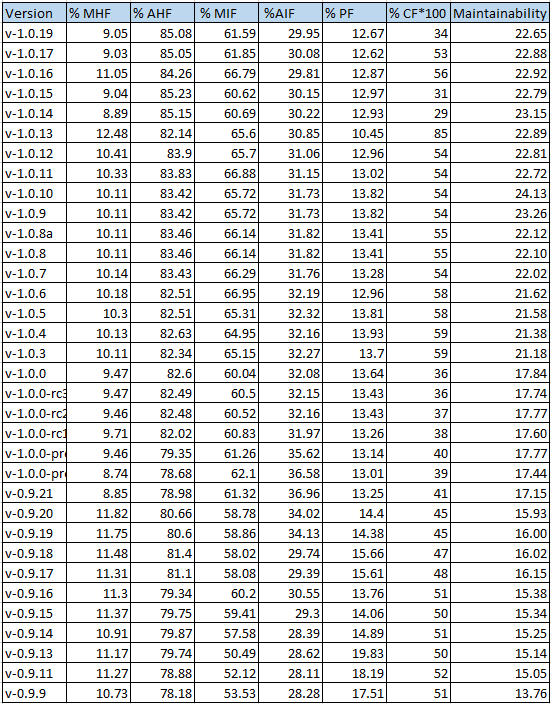 Version % MHF % AHF % MIF %AIF % PF % CF*100 Maintainability
v-1.0.19 9.05 85.08 61.59 29.95 12.67 34 22.65
v-1.0.17 9.03 85.05 61.85 30.08 12.62 53 22.88
v-1.0.16 11.05 84.26 66.79 29.81 12.87 56 22.92
v-1.0.15 9.04 85.23 60.62 30.15 12.97 31 22.79
v-1.0.14 8.89 85.15 60.69 30.22 12.93 29 23.15
v-1.0.13 12.48 82.14 65.6 30.85 10.45 85 22.89
v-1.0.12 10.41 83.9 65.7 31.06 12.96 54 22.81
v-1.0.11 10.33 83.83 66.88 31.15 13.02 54 22.72
v-1.0.10 10.11 83.42 65.72 31.73 13.82 54 24.13
v-1.0.9 10.11 83.42 65.72 31.73 13.82 54 23.26
v-1.0.8a 10.11 83.46 66.14 31.82 13.41 55 22.12
v-1.0.8 10.11 83.46 66.14 31.82 13.41 55 22.10
v-1.0.7 10.14 83.43 66.29 31.76 13.28 54 22.02
v-1.0.6 10.18 82.51 66.95 32.19 12.96 58 21.62
v-1.0.5 10.3 82.51 65.31 32.32 13.81 58 21.58
v-1.0.4 10.13 82.63 64.95 32.16 13.93 59 21.38
v-1.0.3 10.11 82.34 65.15 32.27 13.7 59 21.18
v-1.0.0 9.47 82.6 60.04 32.08 13.64 36 17.84
v-1.0.0-rc3 9.47 82.49 60.5 32.15 13.43 36 17.74
v-1.0.0-rc2 9.46 82.48 60.52 32.16 13.43 37 17.77
v-1.0.0-rc1 9.71 82.02 60.83 31.97 13.26 38 17.60
v-1.0.0-pre 9.46 79.35 61.26 35.62 13.14 40 17.77
v-1.0.0-pre 8.74 78.68 62.1 36.58 13.01 39 17.44
v-0.9.21 8.85 78.98 61.32 36.96 13.25 41 17.15
v-0.9.20 11.82 80.66 58.78 34.02 14.4 45 15.93
v-0.9.19 11.75 80.6 58.86 34.13 14.38 45 16.00
v-0.9.18 11.48 81.4 58.02 29.74 15.66 47 16.02
v-0.9.17 11.31 81.1 58.08 29.39 15.61 48 16.15
v-0.9.16 11.3 79.34 60.2 30.55 13.76 51 15.38
v-0.9.15 11.37 79.75 59.41 29.3 14.06 50 15.34
v-0.9.14 10.91 79.87 57.58 28.39 14.89 51 15.25
v-0.9.13 11.17 79.74 50.49 28.62 19.83 50 15.14
v-0.9.11 11.27 78.88 52.12 28.11 18.19 52 15.05
v-0.9.9 10.73 78.18 53.53 28.28 17.51 51 13.76